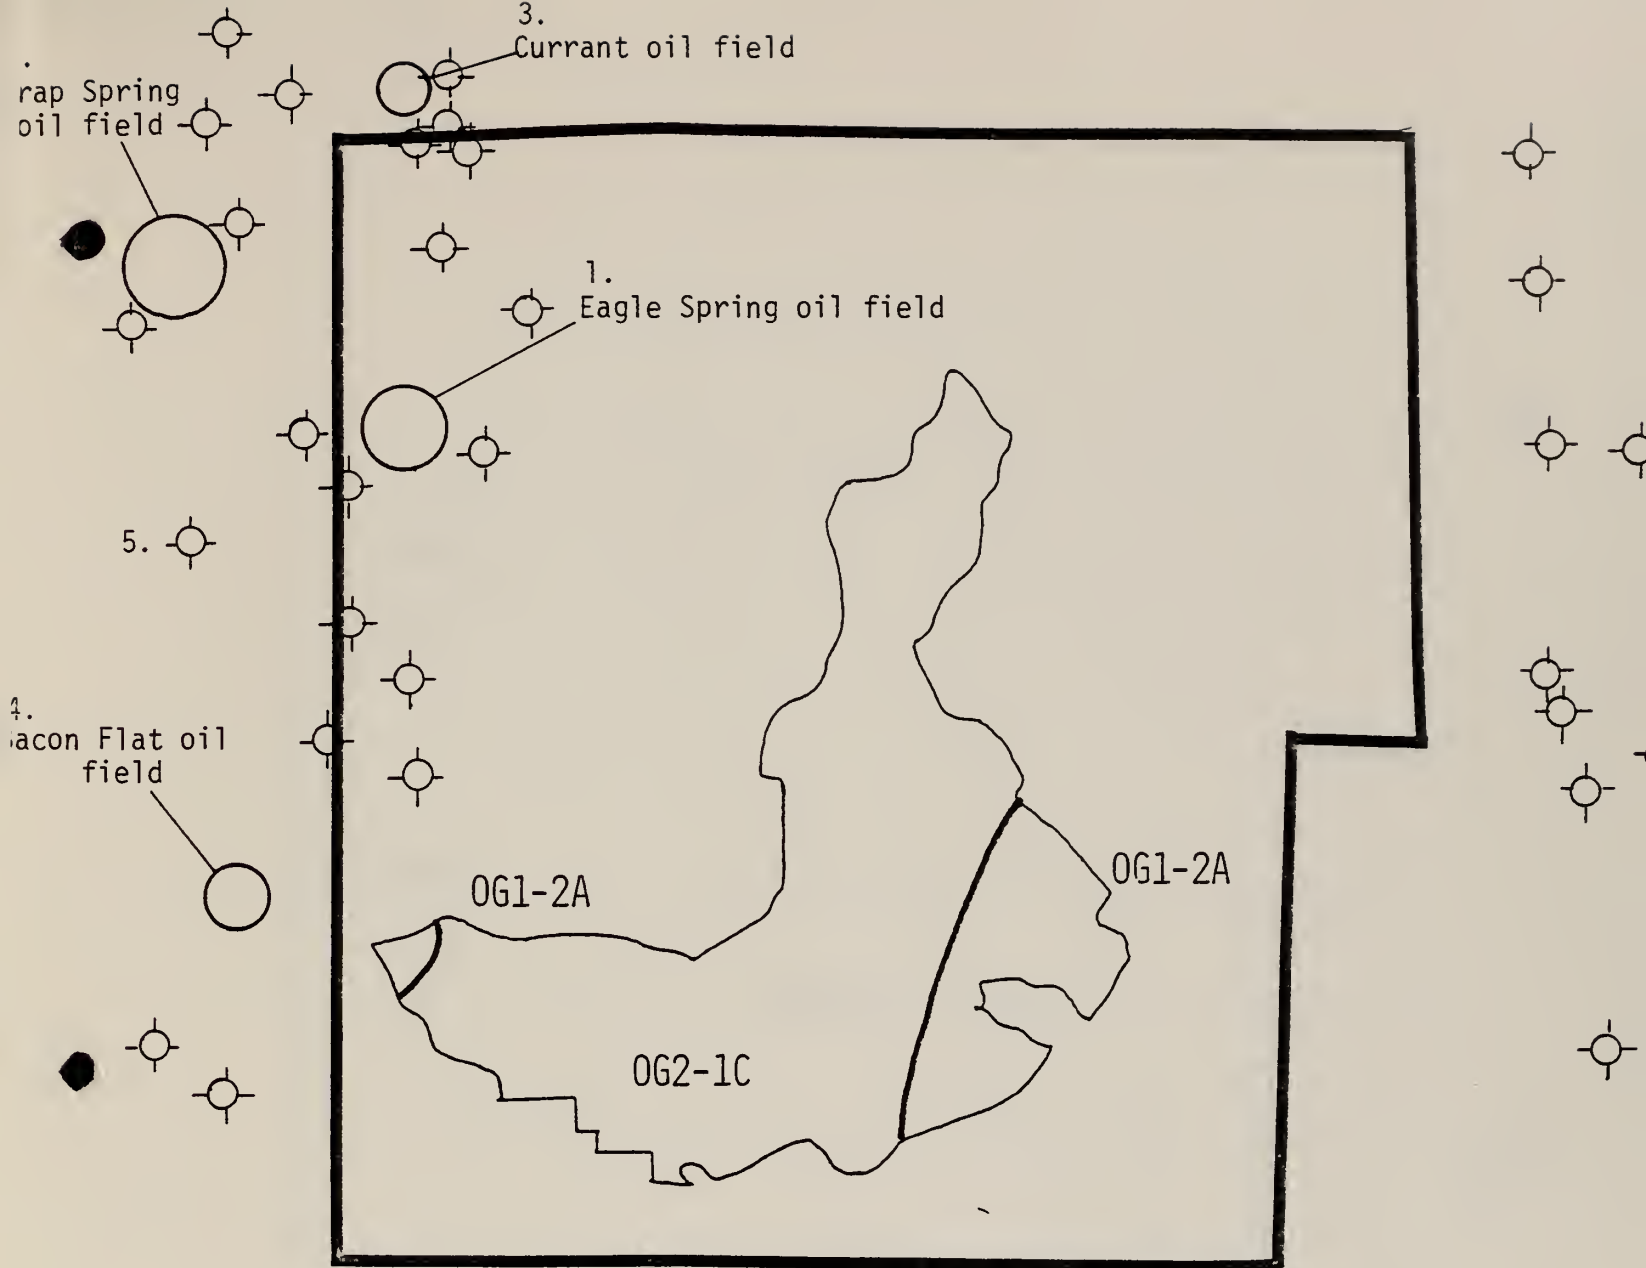 3.
Currant oil field
rap Spring
oil field
1.
Eagle Spring oil field
5.
4.
acon Flat oil
field
OG1-2A
OG1-2A
OG2-1C